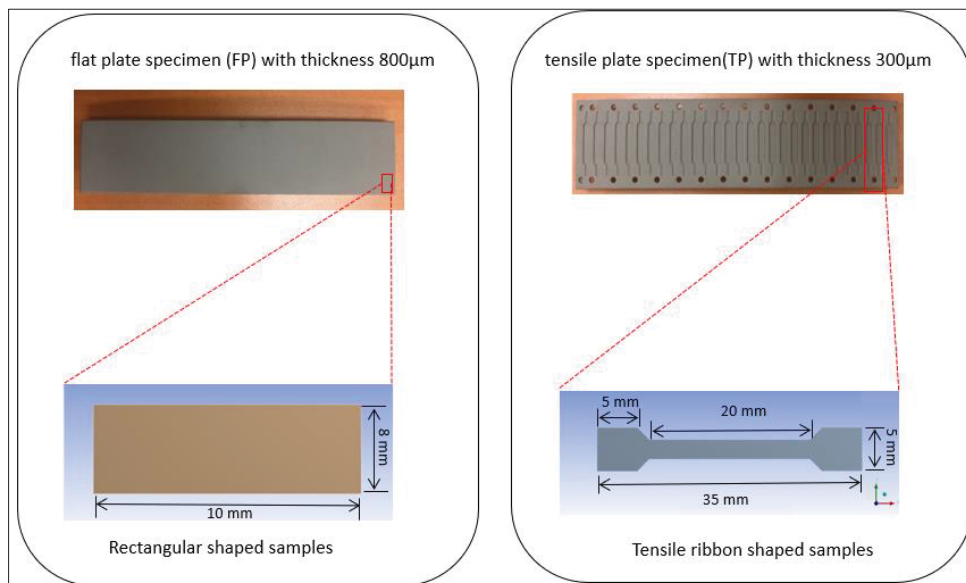 flat plate specimen (FP) with thickness 800µm
8 mm
10 mm
Rectangular shaped samples
tensile plate specimen(TP) with thickness 300µm
5 mm
20 mm
5 mm
35 mm
Tensile ribbon shaped samples